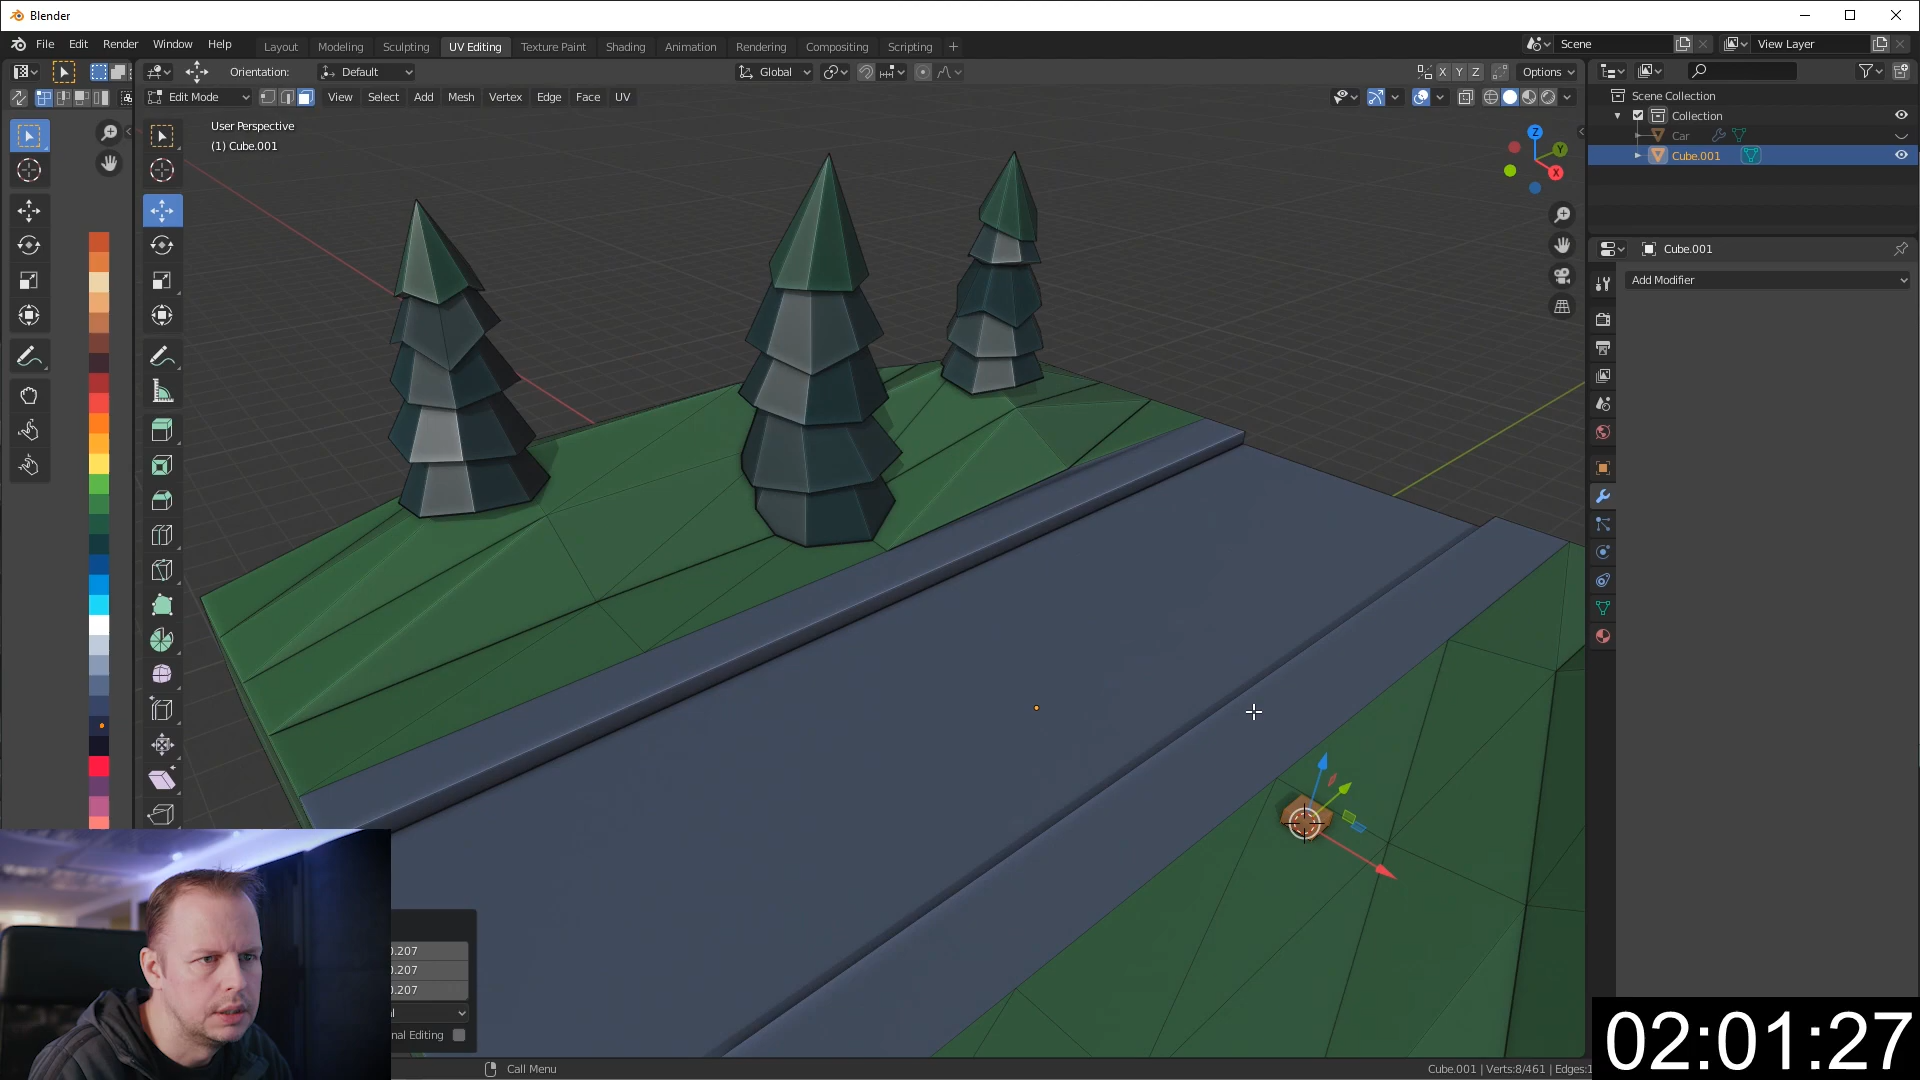 Blender
File Edit Render Window Help
Layout Modeling Sculpting UV Editing Texture Paint Shading Animation Rendering Compositing Scripting +
Scene
View Layer
Orientation: Default
Global
X Y Z
Options
Edit Mode
View Select Add Mesh Vertex Edge Face UV
User Perspective
(1) Cube.001
Z
Y
X
Scene Collection
Collection
Car
Cube.001
Cube.001
Add Modifier
0.207
0.207
0.207
nal Editing
Call Menu
Cube.001 | Verts:8/461 | Edges:1
02:01:27